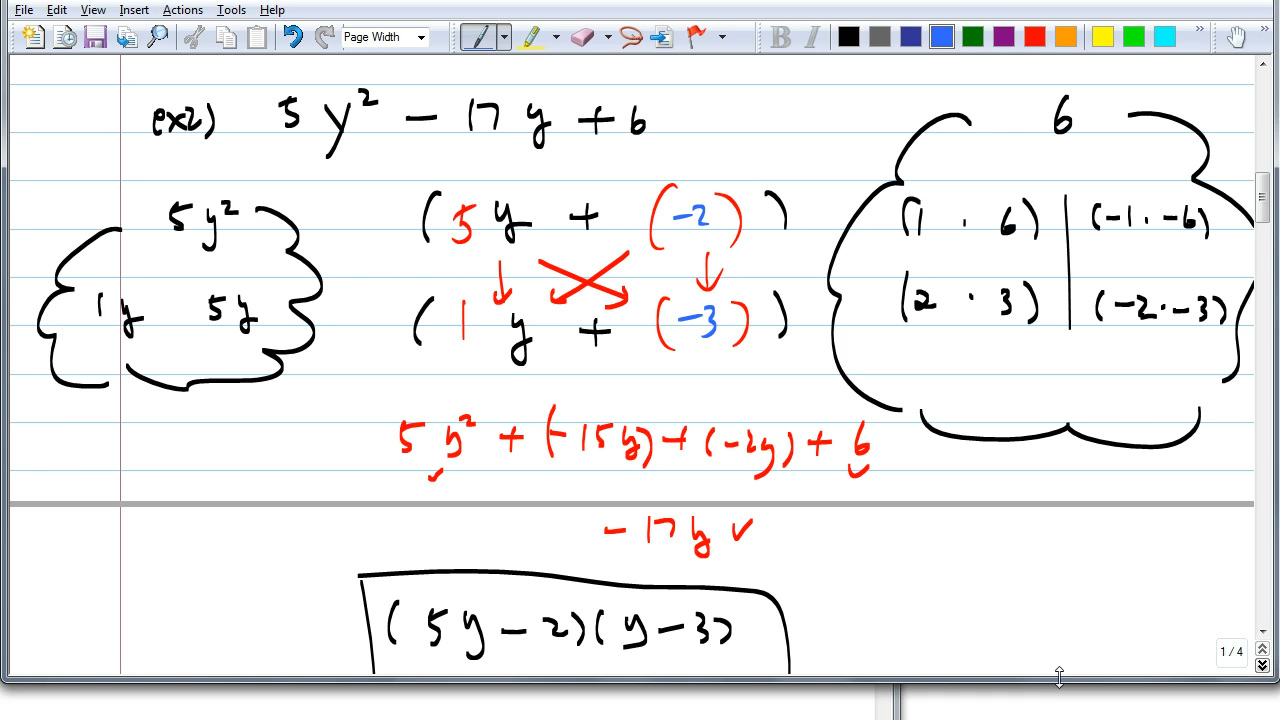 File Edit View Insert Actions Tools Help
Page Width
B I
ex2) 5y² - 17y + 6
6
5y²
(5y + (-2))
(1 · 6) | (-1 · -6)
1y 5y
(1y + (-3))
(2 · 3) | (-2 · -3)
5y² + (-15y) + (-2y) + 6
-17y ✓
(5y - 2)(y - 3)
1 / 4